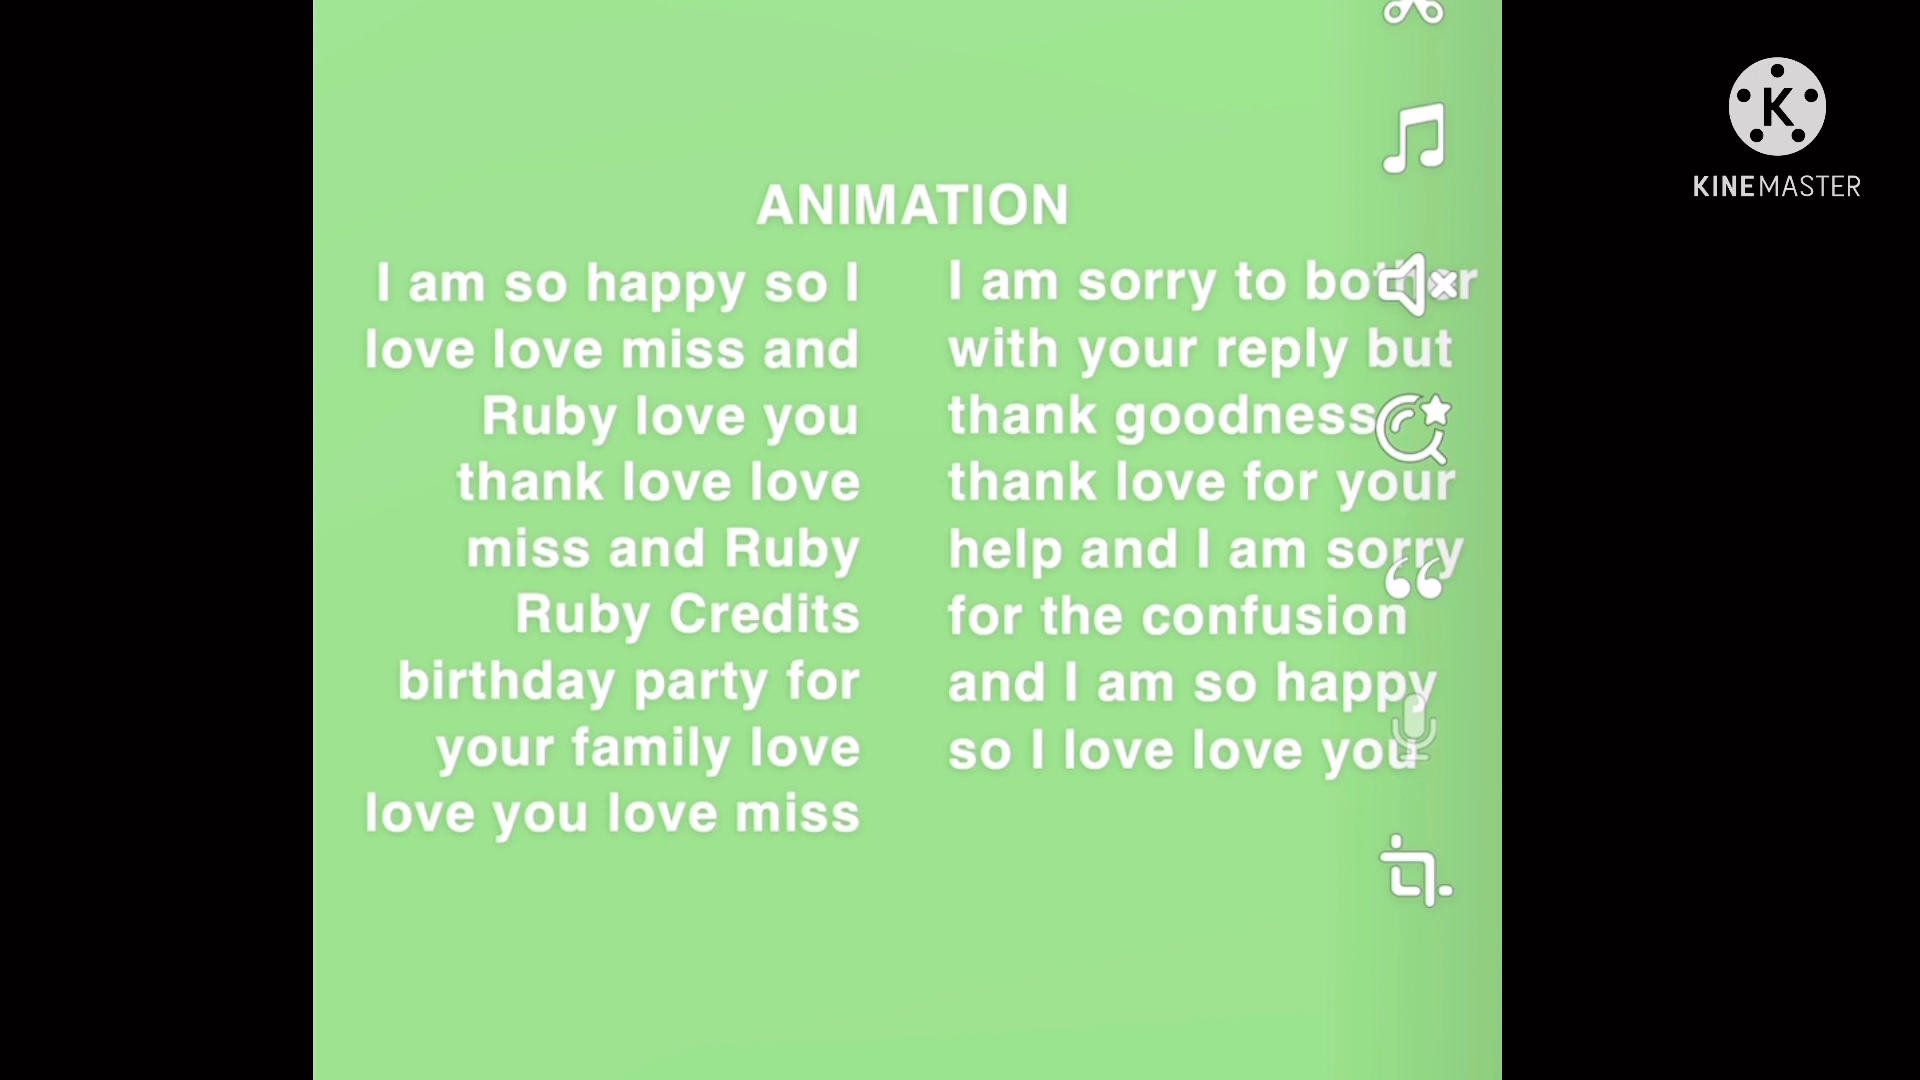 ANIMATION
I am so happy so I
love love miss and
Ruby love you
thank love love
miss and Ruby
Ruby Credits
birthday party for
your family love
love you love miss
I am sorry to bother
with your reply but
thank goodness
thank love for your
help and I am sorry
for the confusion
and I am so happy
so I love love you
K
KINEMASTER